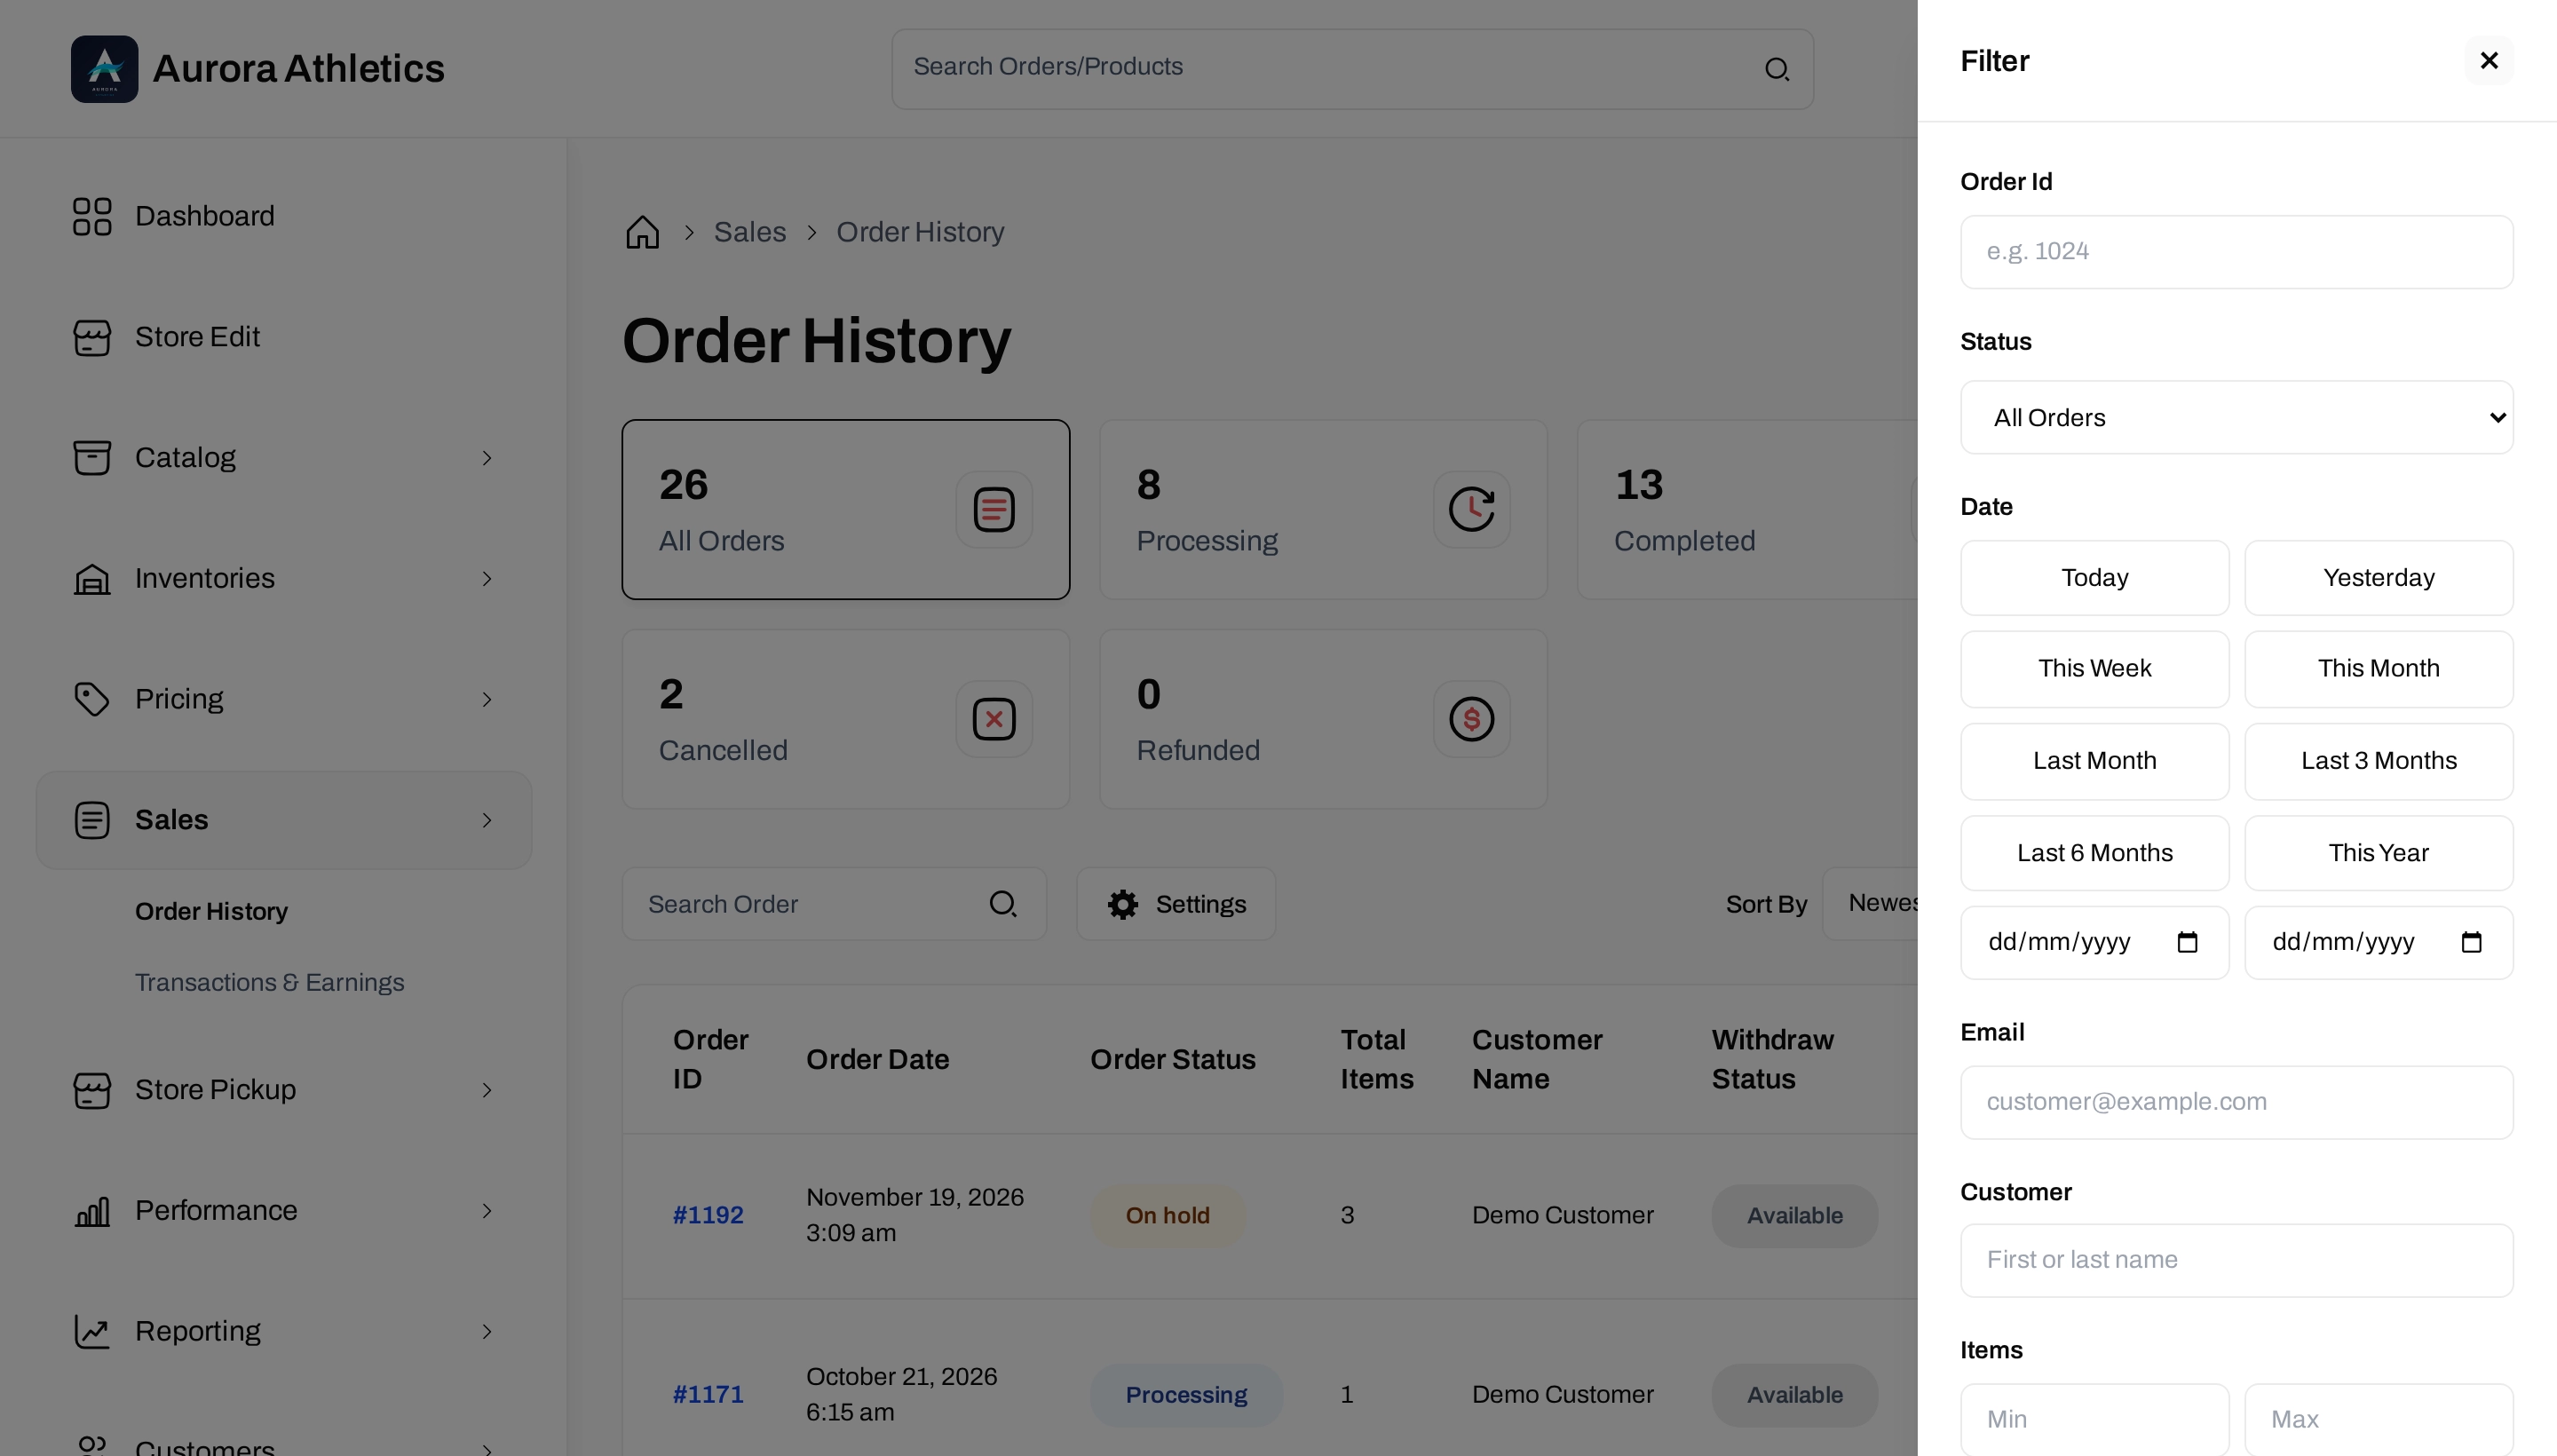 AURORA
Aurora Athletics
Search Orders/Products
Dashboard
Store Edit
Catalog
Inventories
Pricing
Sales
Order History
Transactions & Earnings
Store Pickup
Performance
Reporting
Customers
Sales
Order History
Order History
26
All Orders
8
Processing
13
Completed
2
Cancelled
0
Refunded
Search Order
Settings
Sort By
Newes
Order ID
Order Date
Order Status
Total Items
Customer Name
Withdraw Status
#1192
November 19, 2026
3:09 am
On hold
3
Demo Customer
Available
#1171
October 21, 2026
6:15 am
Processing
1
Demo Customer
Available
Filter
Order Id
e.g. 1024
Status
All Orders
Date
Today
Yesterday
This Week
This Month
Last Month
Last 3 Months
Last 6 Months
This Year
dd/mm/yyyy
dd/mm/yyyy
Email
customer@example.com
Customer
First or last name
Items
Min
Max